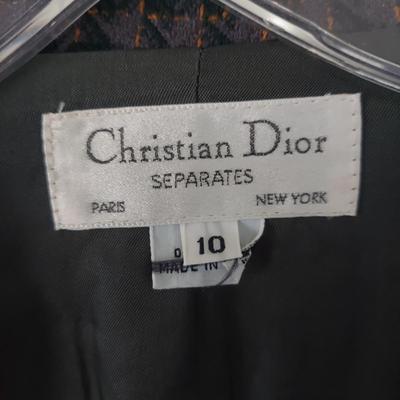 Christian Dior
SEPARATES
PARIS NEW YORK
10
MADE IN